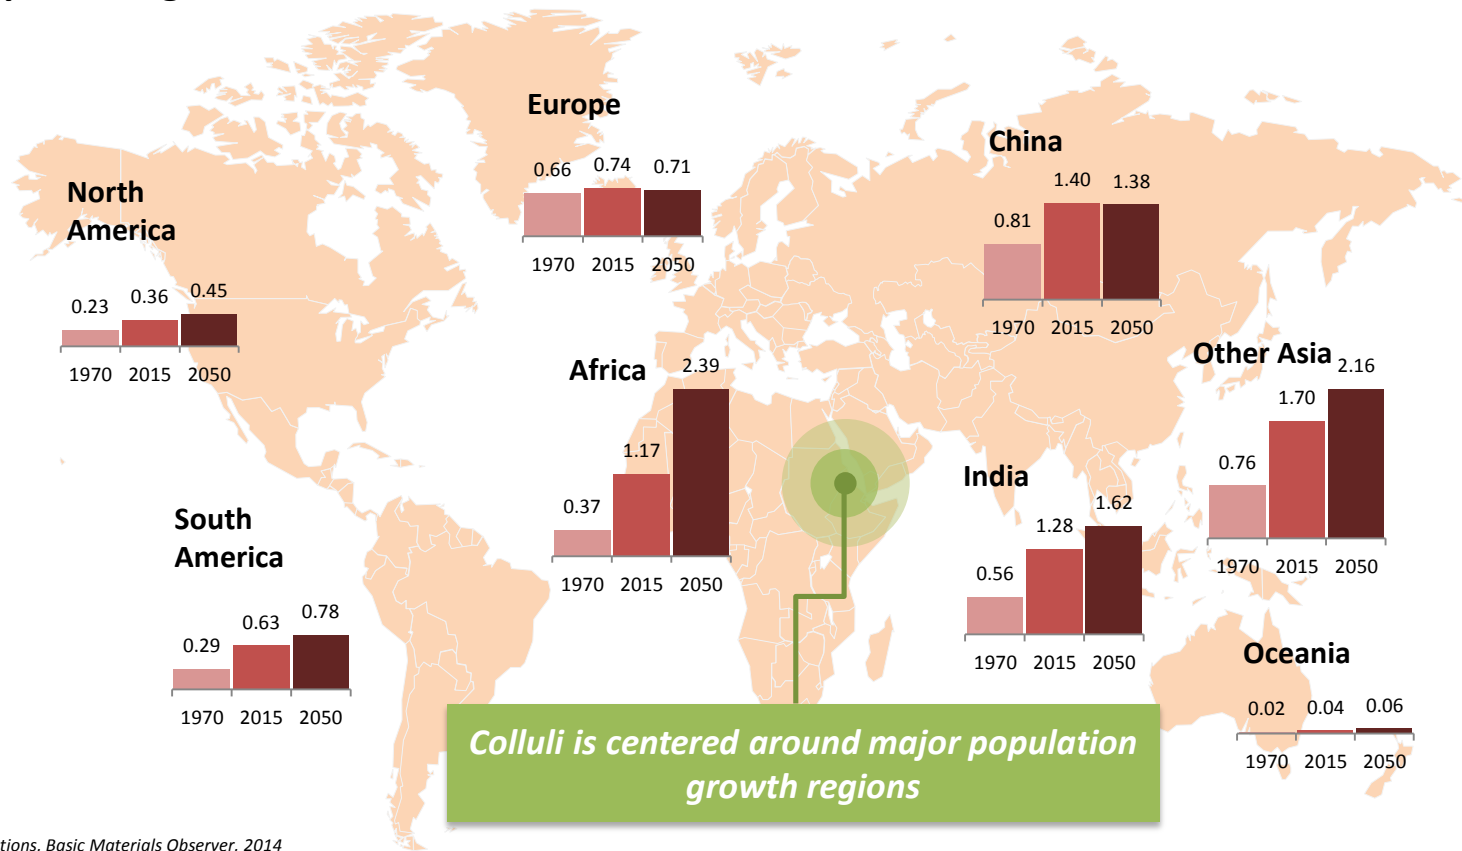 Europe
0.66 0.74 0.71
1970 2015 2050
China
0.81 1.40 1.38
1970 2015 2050
North
America
0.23 0.36 0.45
1970 2015 2050
Other Asia
0.76 1.70 2.16
1970 2015 2050
Africa
0.37 1.17 2.39
1970 2015 2050
India
0.56 1.28 1.62
1970 2015 2050
South
America
0.29 0.63 0.78
1970 2015 2050
Oceania
0.02 0.04 0.06
1970 2015 2050
Colluli is centered around major population
growth regions
tions, Basic Materials Observer, 2014